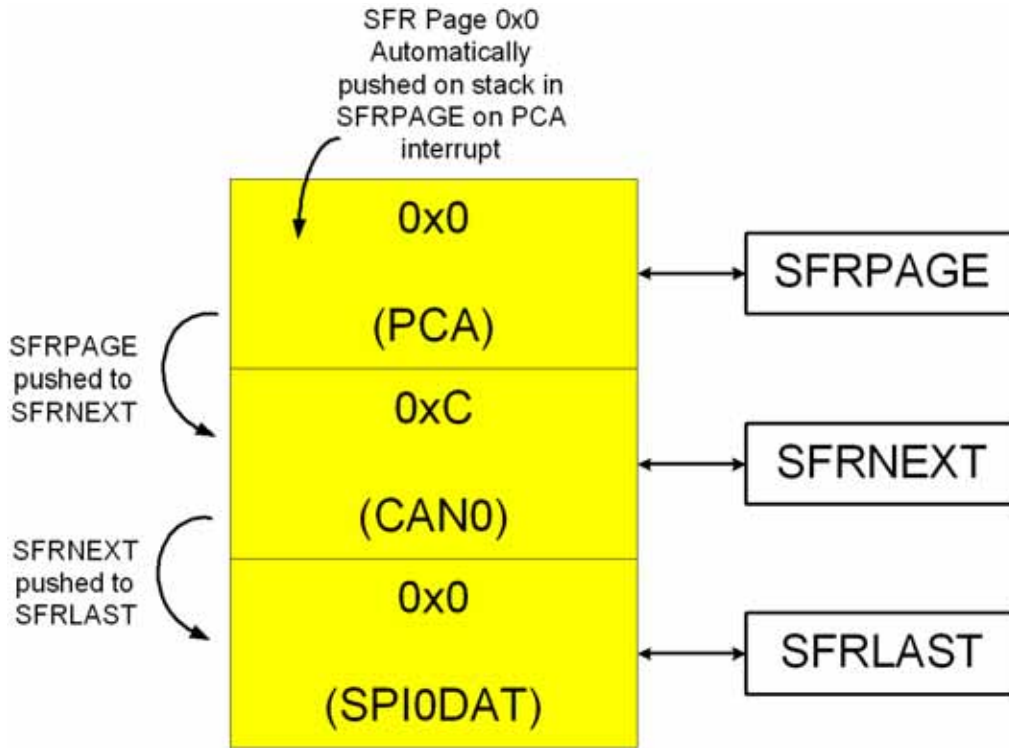 SFR Page 0x0
Automatically
pushed on stack in
SFRPAGE on PCA
interrupt
0x0
(PCA)
SFRPAGE
SFRPAGE
pushed to
SFRNEXT
0xC
(CAN0)
SFRNEXT
SFRNEXT
pushed to
SFRLAST
0x0
(SPI0DAT)
SFRLAST